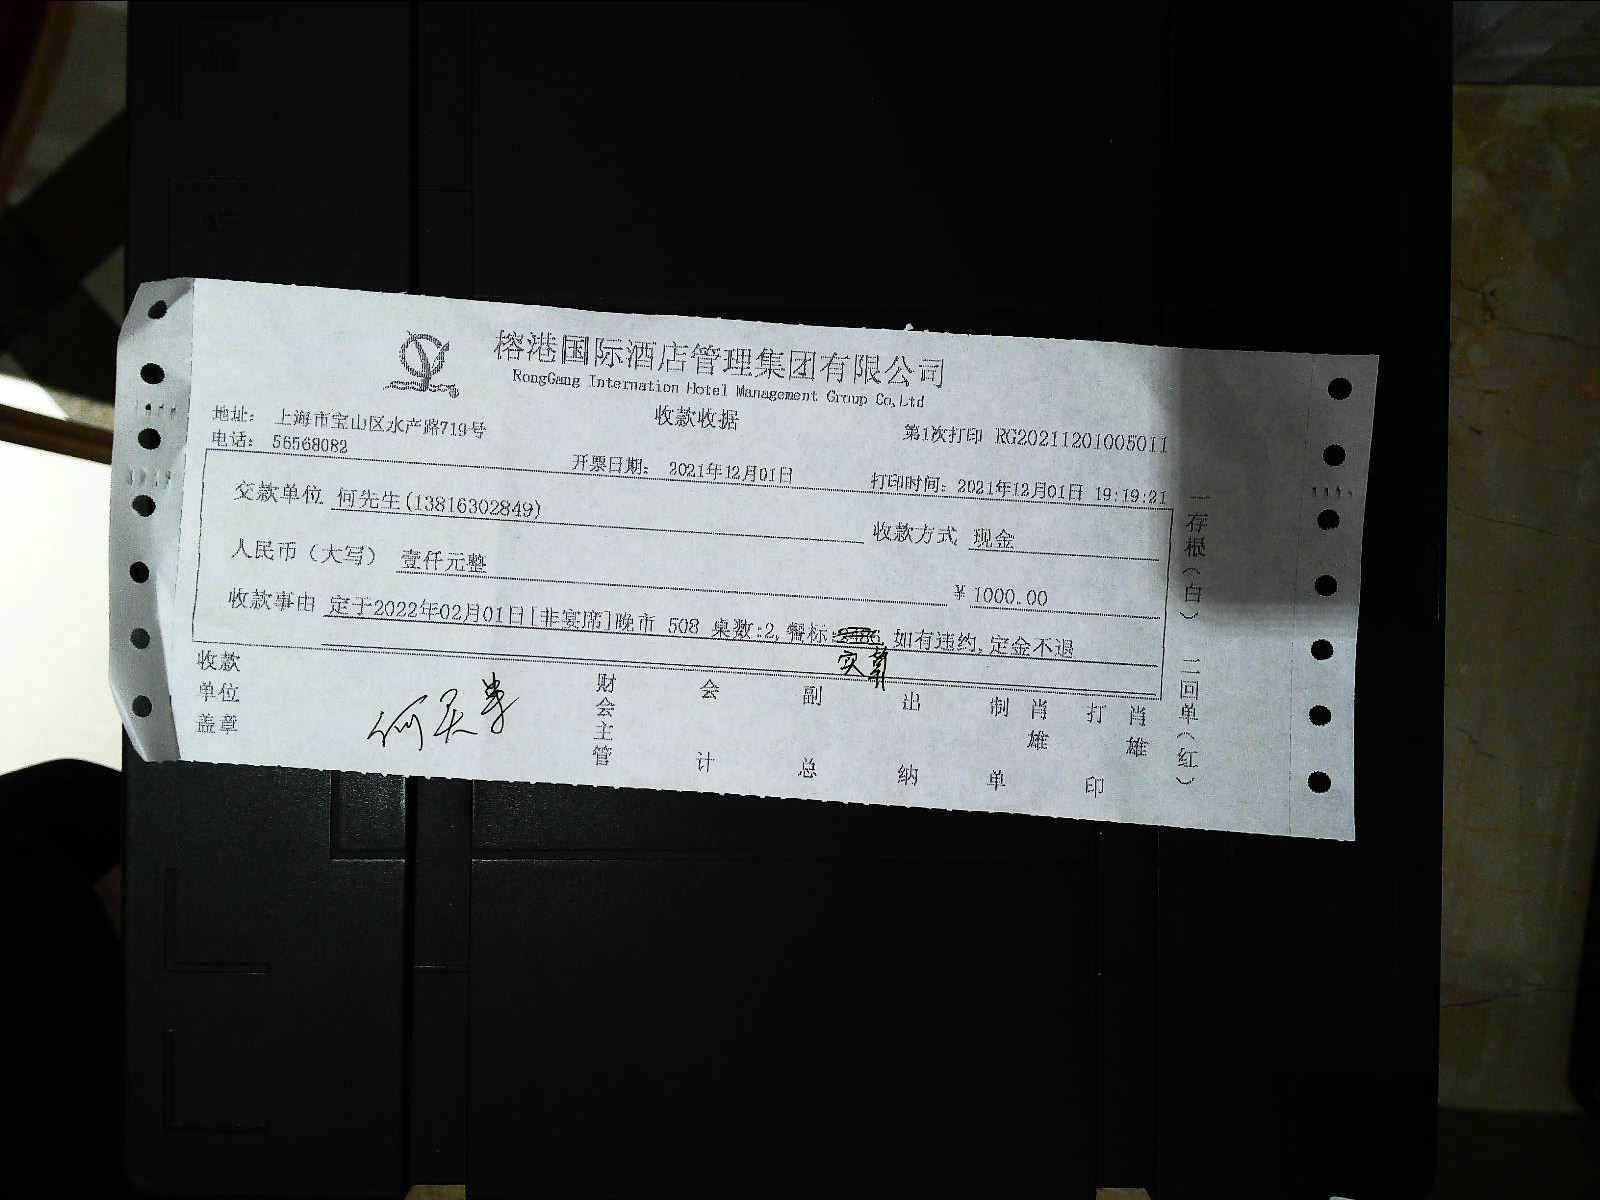 榕港国际酒店管理集团有限公司
RongGang Internation Hotel Management Group Co,Ltd
收款收据
地址： 上海市宝山区水产路719号
电话： 56568082
第1次打印 RG20211201005011
开票日期： 2021年12月01日
打印时间：2021年12月01日 19:19:21
交款单位 何先生(13816302849)
收款方式 现金
人民币（大写） 壹仟元整
¥1000.00
收款事由 定于2022年02月01日[非宴席]晚市 508 桌数:2,餐标: 如有违约,定金不退
收款单位盖章
财会主管
会计
副总
出纳
制单 肖雄
打印 肖雄
一存根（白） 二回单（红）